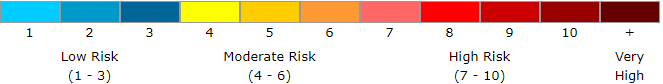 1 2 3 4 5 6 7 8 9 10 +
Low Risk Moderate Risk High Risk Very
(1 - 3) (4 - 6) (7 - 10) High